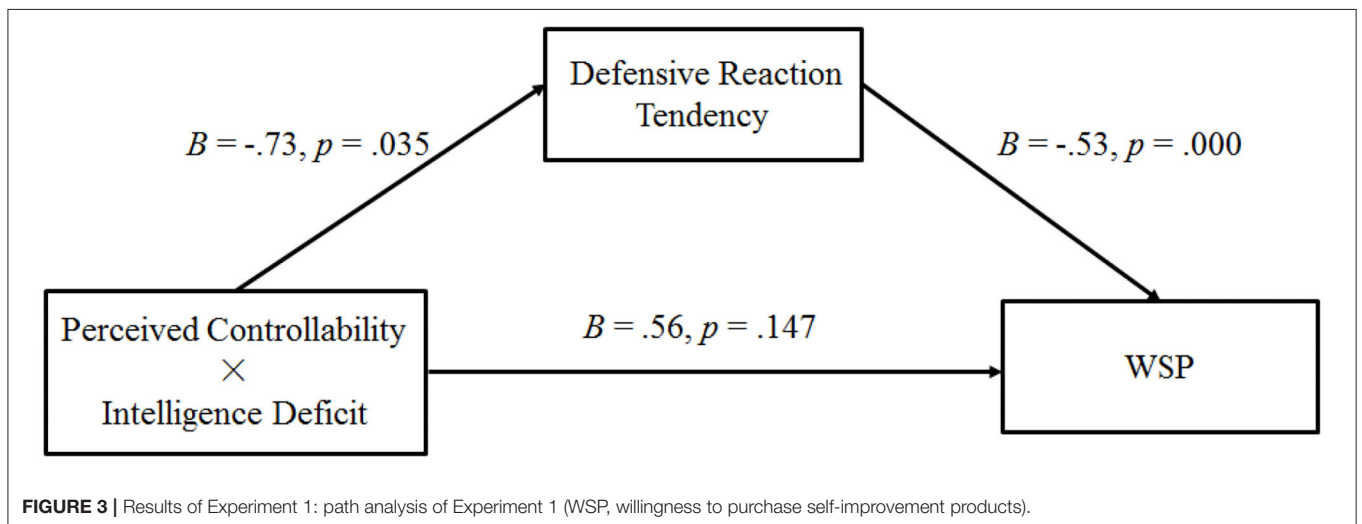 Defensive Reaction
Tendency
B = -.73, p = .035
B = -.53, p = .000
Perceived Controllability
×
Intelligence Deficit
B = .56, p = .147
WSP
FIGURE 3 | Results of Experiment 1: path analysis of Experiment 1 (WSP, willingness to purchase self-improvement products).